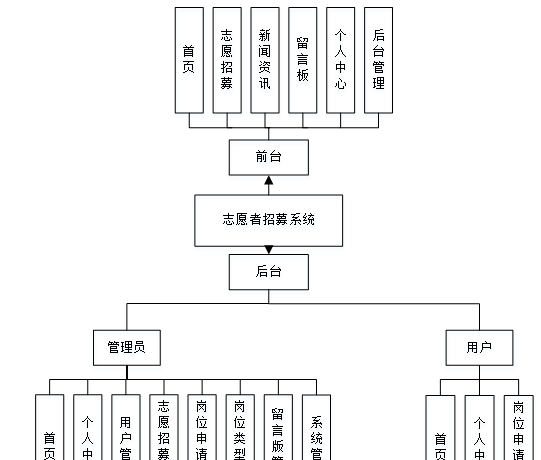 首页
志愿招募
新闻资讯
留言板
个人中心
后台管理
前台
志愿者招募系统
后台
管理员
用户
首
个人中
用户管
志愿招募
岗位申请
岗位类型
留言版管
系统管
首页
个人中
岗位申请